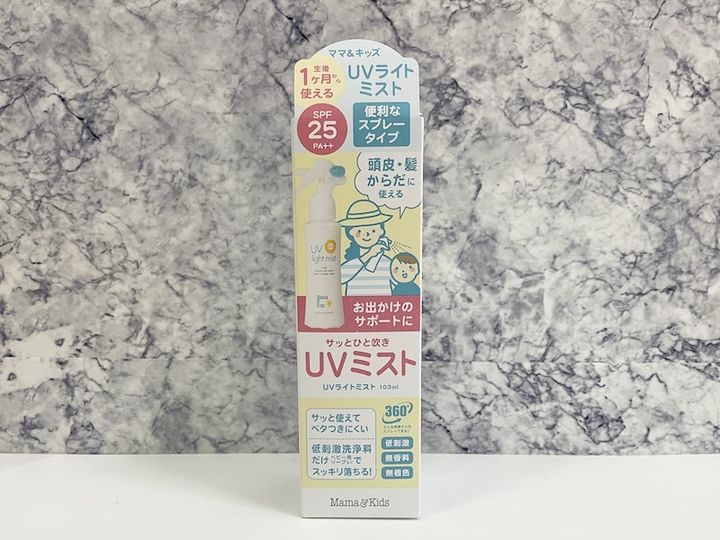 ママ&キッズ
生後
1ヶ月から
使える
UVライト
ミスト
SPF
25
PA++
便利な
スプレー
タイプ
頭皮・髪
からだに
使える
UV
light mist
お出かけの
サポートに
サッとひと吹き
UVミスト
UVライトミスト 103ml
サッと使えて
ベタつきにくい
360°
低刺激洗浄料
だけでスッキリ落ちる!
低刺激
無香料
無着色
Mama&Kids